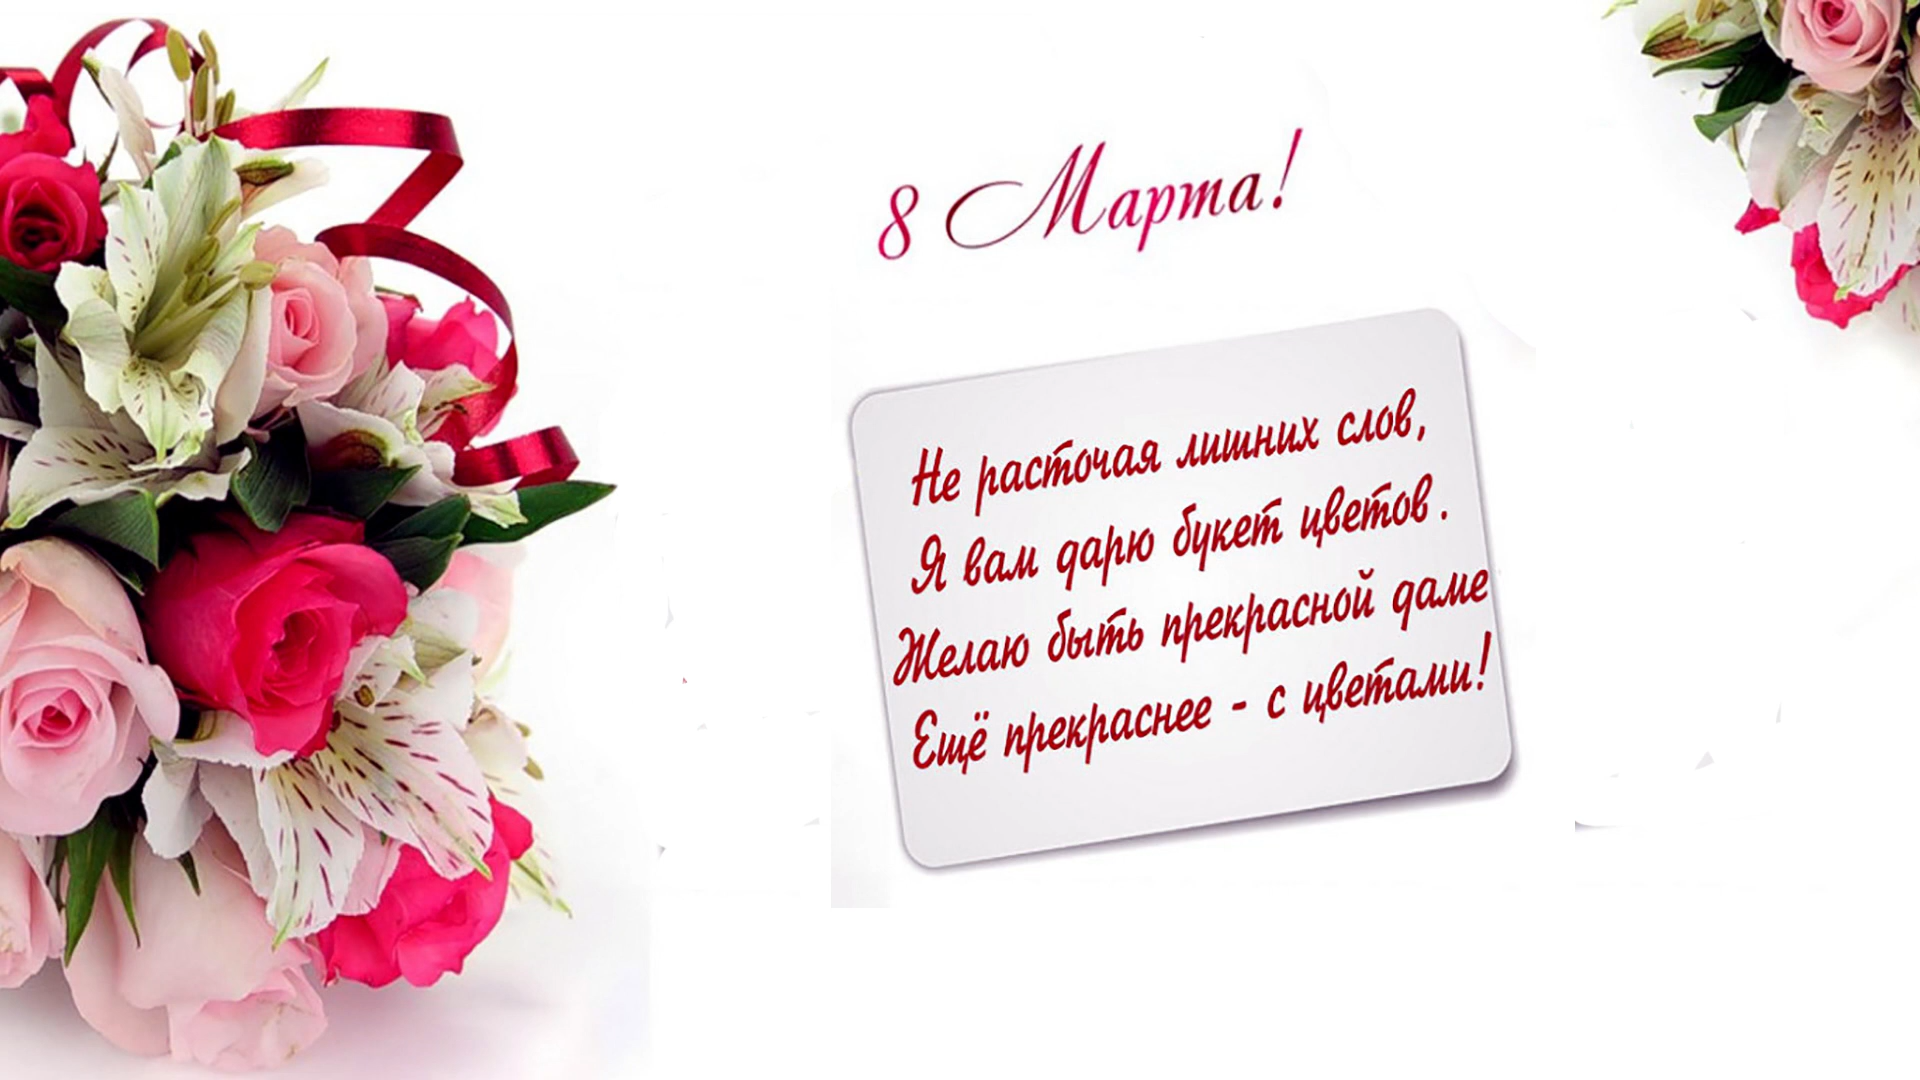 8 Марта!
Не расточая лишних слов,
Я вам дарю букет цветов.
Желаю быть прекрасной даме
Ещё прекраснее - с цветами!